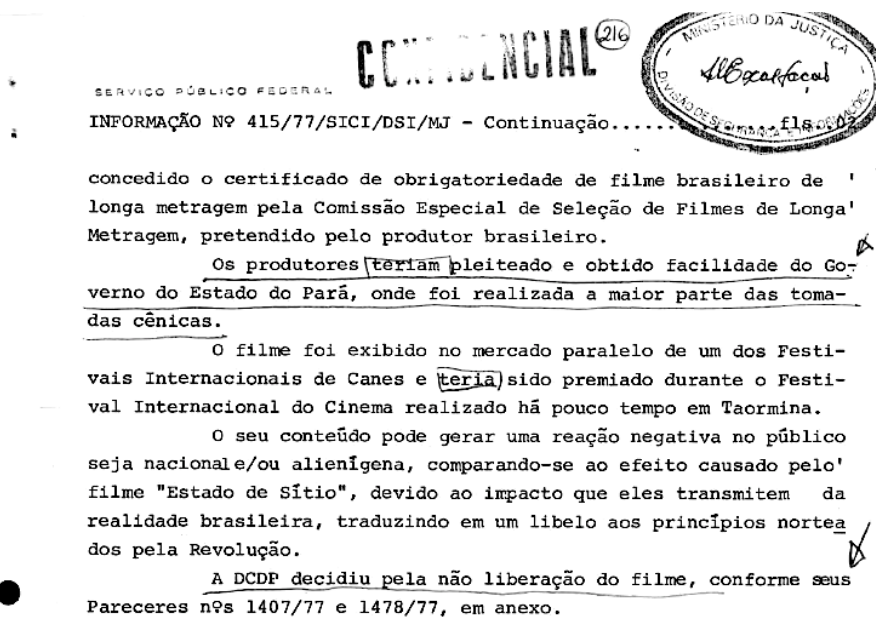 CONFIDENCIAL
216
MINISTÉRIO DA JUSTIÇA
DIVISÃO DE SEGURANÇA E INFORMAÇÕES
SERVIÇO PÚBLICO FEDERAL
INFORMAÇÃO Nº 415/77/SICI/DSI/MJ - Continuação...... fls.
concedido o certificado de obrigatoriedade de filme brasileiro de '
longa metragem pela Comissão Especial de Seleção de Filmes de Longa'
Metragem, pretendido pelo produtor brasileiro.
Os produtores teriam pleiteado e obtido facilidade do Go-
verno do Estado do Pará, onde foi realizada a maior parte das toma-
das cênicas.
O filme foi exibido no mercado paralelo de um dos Festi-
vais Internacionais de Canes e teria sido premiado durante o Festi-
val Internacional do Cinema realizado há pouco tempo em Taormina.
O seu conteúdo pode gerar uma reação negativa no público
seja nacional e/ou alienígena, comparando-se ao efeito causado pelo'
filme "Estado de Sítio", devido ao impacto que eles transmitem da
realidade brasileira, traduzindo em um libelo aos princípios nortea
dos pela Revolução.
A DCDP decidiu pela não liberação do filme, conforme seus
Pareceres nºs 1407/77 e 1478/77, em anexo.